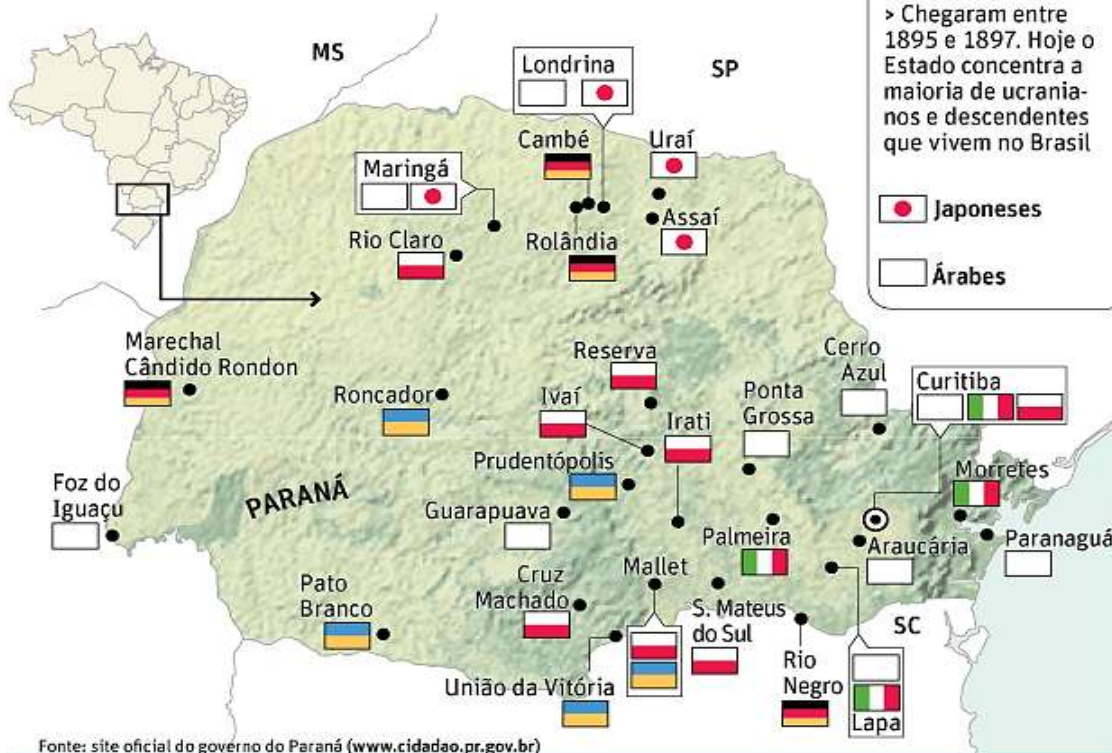 > Chegaram entre
1895 e 1897. Hoje o
Estado concentra a
maioria de ucrania-
nos e descendentes
que vivem no Brasil
Japoneses
Árabes
MS
SP
Londrina
Cambé
Uraí
Maringá
Assaí
Rio Claro
Rolândia
Marechal
Cândido Rondon
Reserva
Cerro
Azul
Roncador
Ivaí
Irati
Ponta
Grossa
Curitiba
Prudentópolis
Morretes
Foz do
Iguaçu
PARANÁ
Guarapuava
Palmeira
Araucária
Paranaguá
Cruz
Machado
Mallet
Pato
Branco
S. Mateus
do Sul
SC
União da Vitória
Rio
Negro
Lapa
Fonte: site oficial do governo do Paraná (www.cidadao.pr.gov.br)